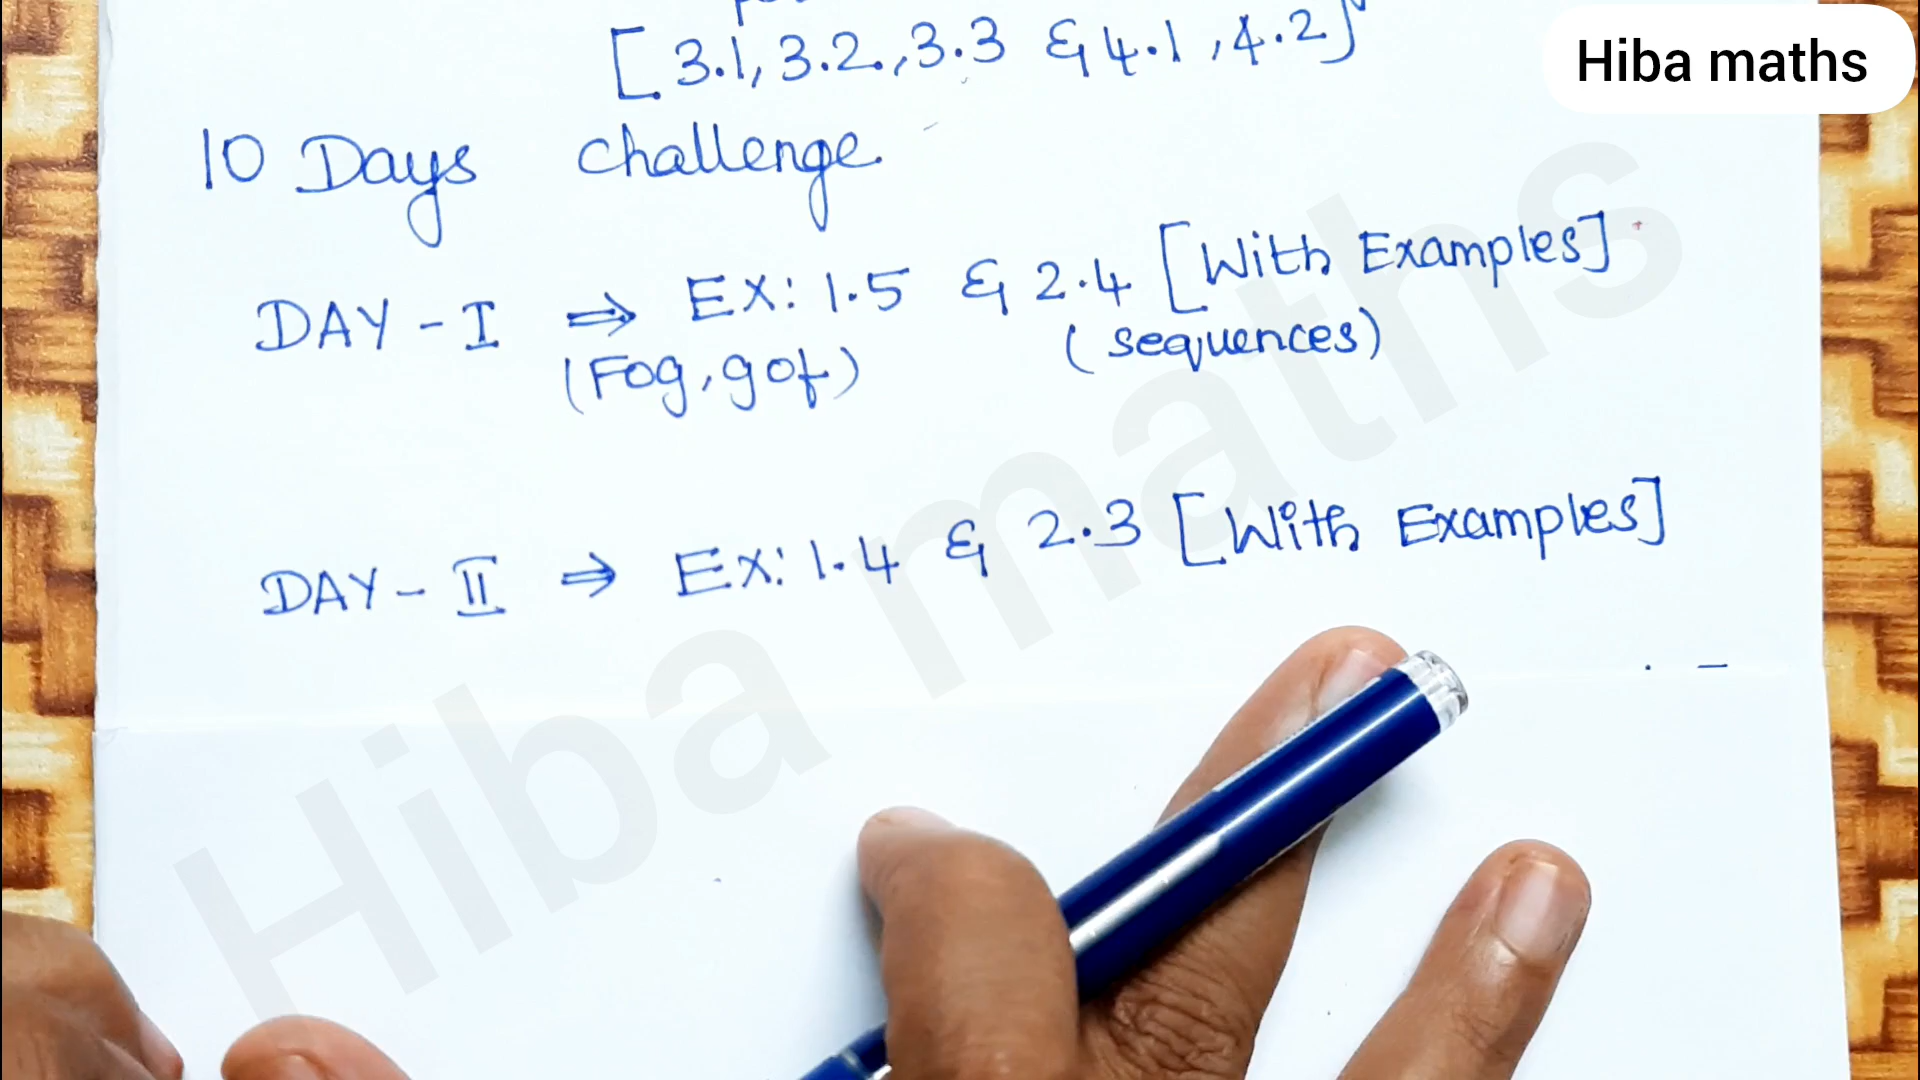 Hiba maths
[3.1, 3.2, 3.3 & 4.1, 4.2]
10 Days challenge
DAY - I ⇒ EX: 1.5 & 2.4 [With Examples]
(Fog, gof) (sequences)
DAY - II ⇒ Ex: 1.4 & 2.3 [With Examples]
Hiba maths